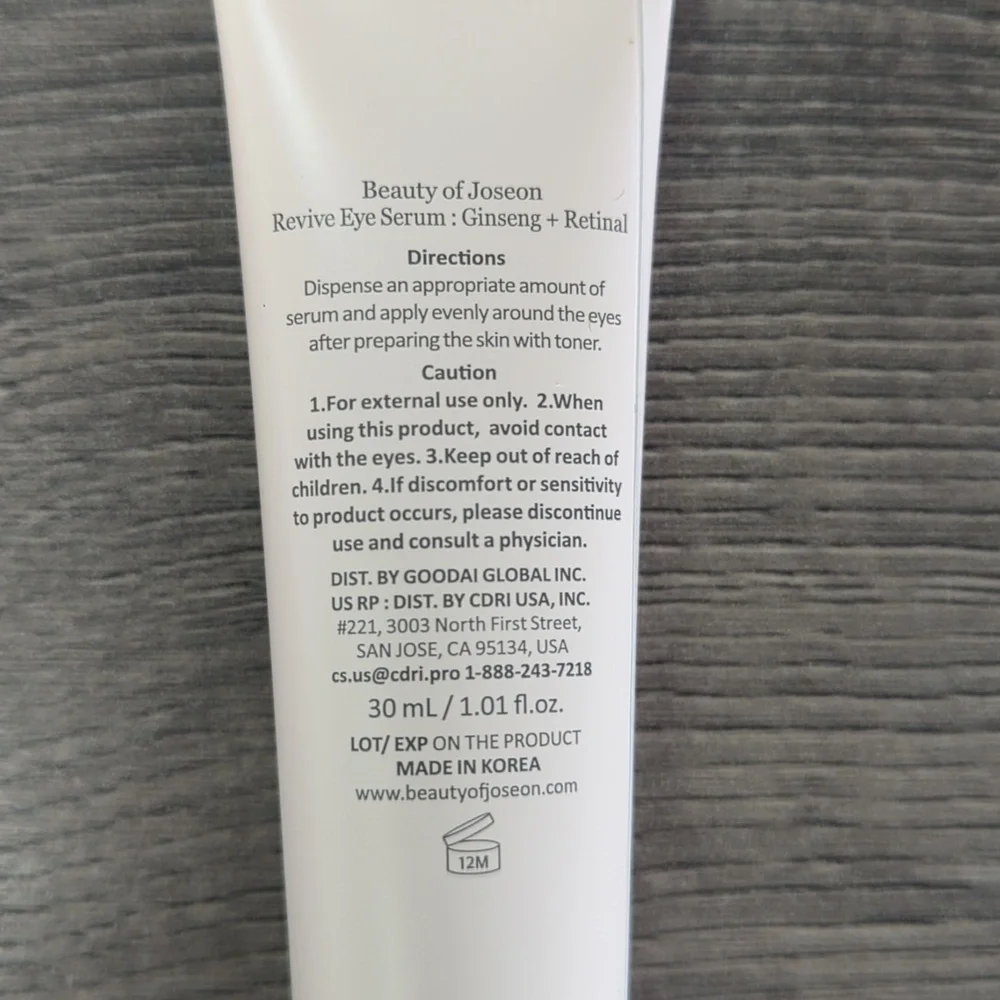 Beauty of Joseon
Revive Eye Serum : Ginseng + Retinal
Directions
Dispense an appropriate amount of
serum and apply evenly around the eyes
after preparing the skin with toner.
Caution
1.For external use only. 2.When
using this product, avoid contact
with the eyes. 3.Keep out of reach of
children. 4.If discomfort or sensitivity
to product occurs, please discontinue
use and consult a physician.
DIST. BY GOODAI GLOBAL INC.
US RP : DIST. BY CDRI USA, INC.
#221, 3003 North First Street,
SAN JOSE, CA 95134, USA
cs.us@cdri.pro 1-888-243-7218
30 mL / 1.01 fl.oz.
LOT/ EXP ON THE PRODUCT
MADE IN KOREA
www.beautyofjoseon.com
12M